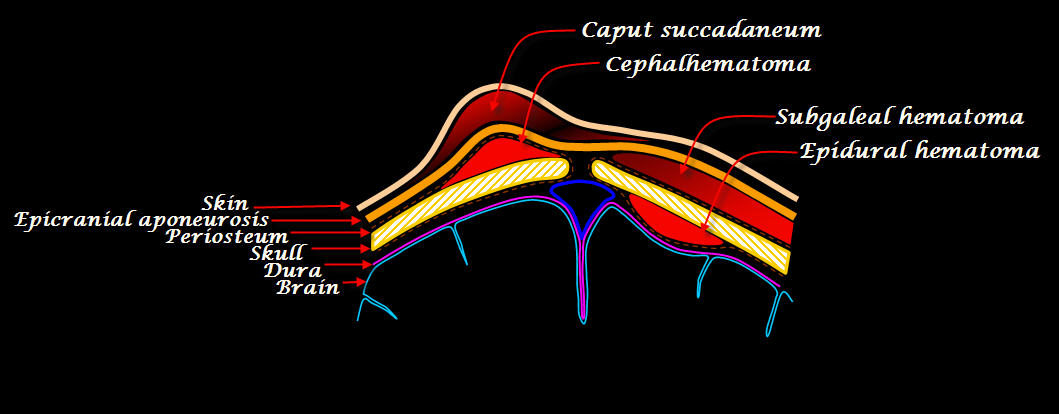 Caput succadaneum
Cephalhematoma
Subgaleal hematoma
Epidural hematoma
Skin
Epicranial aponeurosis
Periosteum
Skull
Dura
Brain